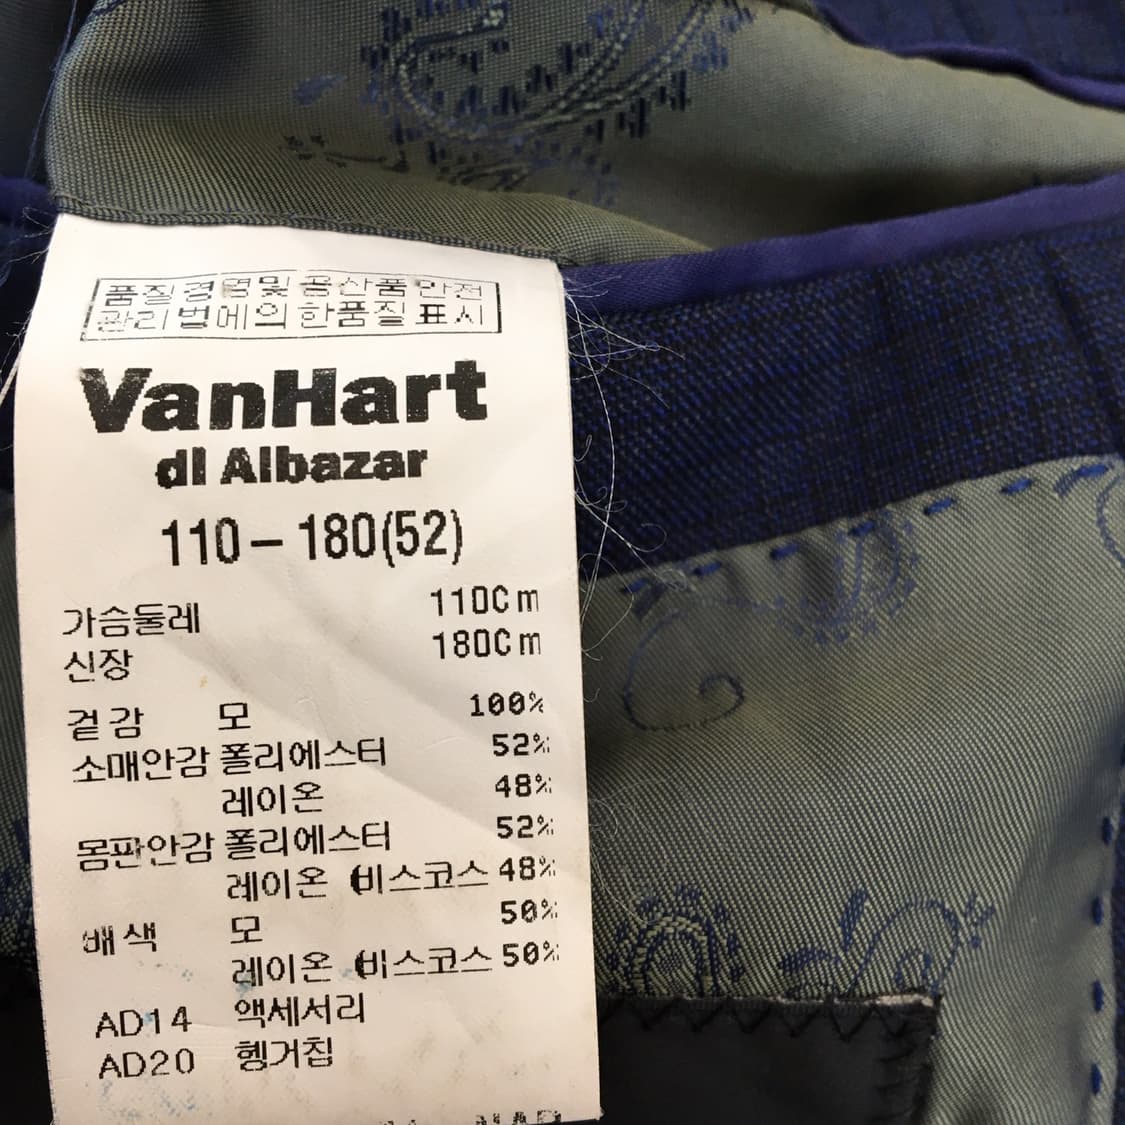 품질경영및공산품안전
관리법에의한품질표시
VanHart
dI Albazar
110-180(52)
가슴둘레 110Cm
신장 180Cm
겉감 모 100%
소매안감 폴리에스터 52%
레이온 48%
몸판안감 폴리에스터 52%
레이온 (비스코스 48%
배색 모 50%
레이온 (비스코스 50%
AD14 액세서리
AD20 헹거칩